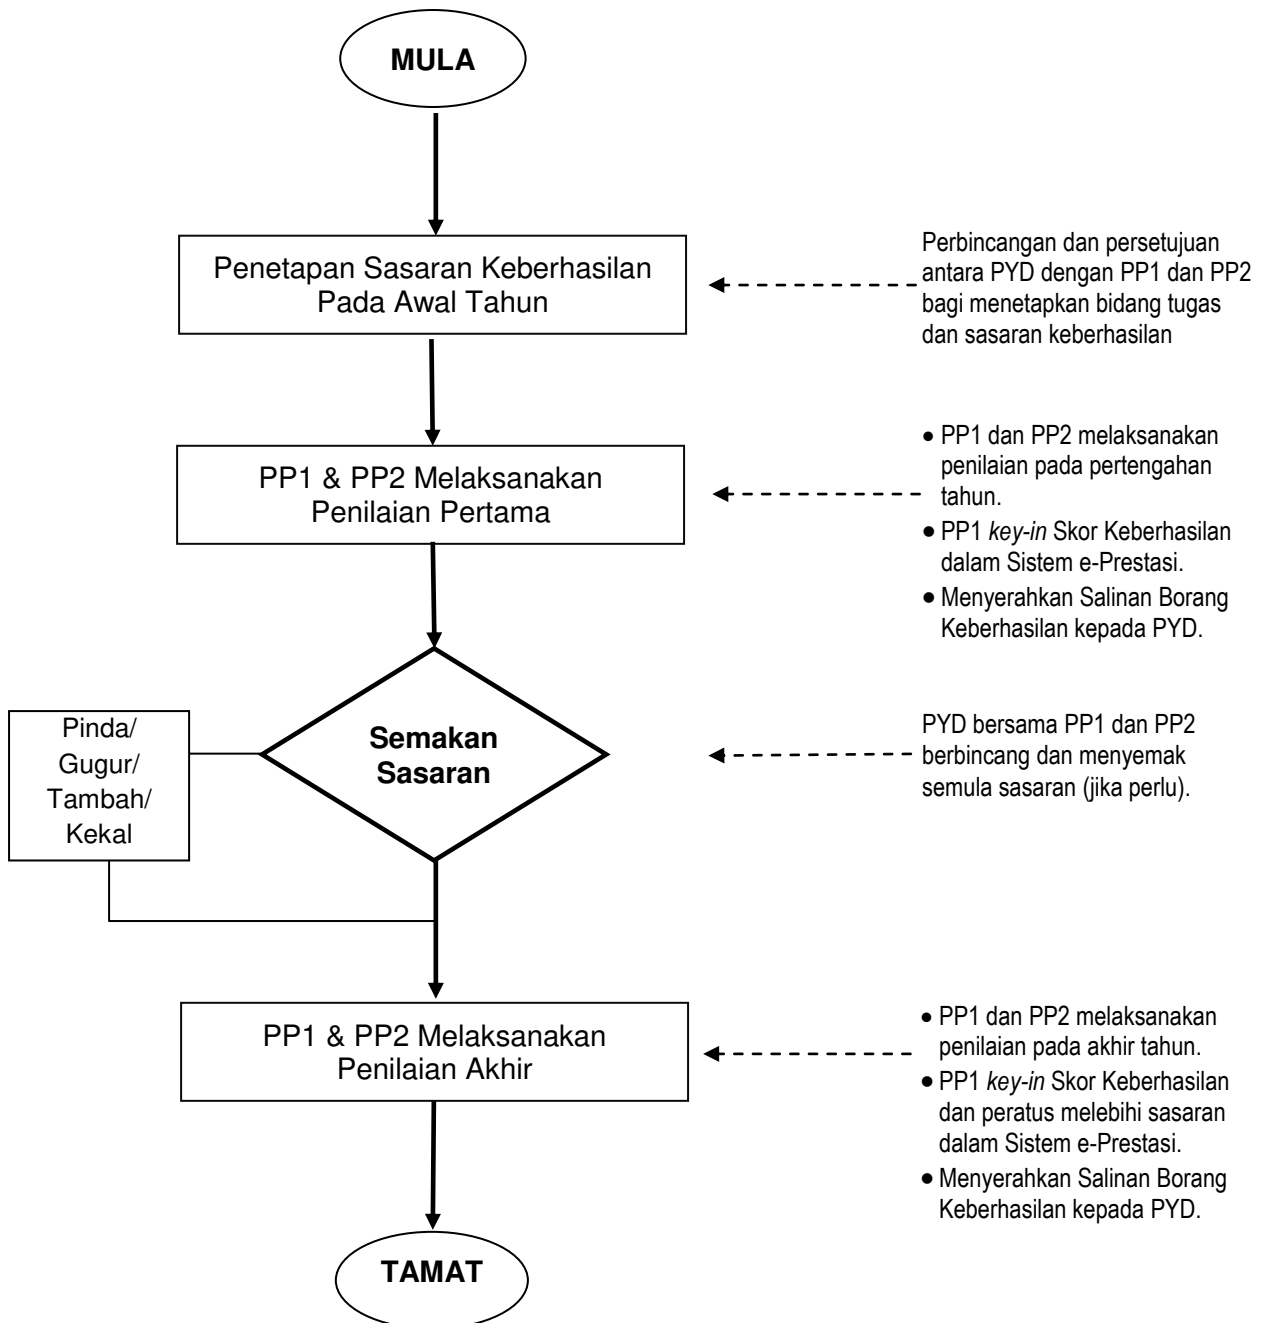 MULA
Penetapan Sasaran Keberhasilan
Pada Awal Tahun
Perbincangan dan persetujuan
antara PYD dengan PP1 dan PP2
bagi menetapkan bidang tugas
dan sasaran keberhasilan
PP1 & PP2 Melaksanakan
Penilaian Pertama
• PP1 dan PP2 melaksanakan
penilaian pada pertengahan
tahun.
• PP1 key-in Skor Keberhasilan
dalam Sistem e-Prestasi.
• Menyerahkan Salinan Borang
Keberhasilan kepada PYD.
Pinda/
Gugur/
Tambah/
Kekal
Semakan
Sasaran
PYD bersama PP1 dan PP2
berbincang dan menyemak
semula sasaran (jika perlu).
PP1 & PP2 Melaksanakan
Penilaian Akhir
• PP1 dan PP2 melaksanakan
penilaian pada akhir tahun.
• PP1 key-in Skor Keberhasilan
dan peratus melebihi sasaran
dalam Sistem e-Prestasi.
• Menyerahkan Salinan Borang
Keberhasilan kepada PYD.
TAMAT